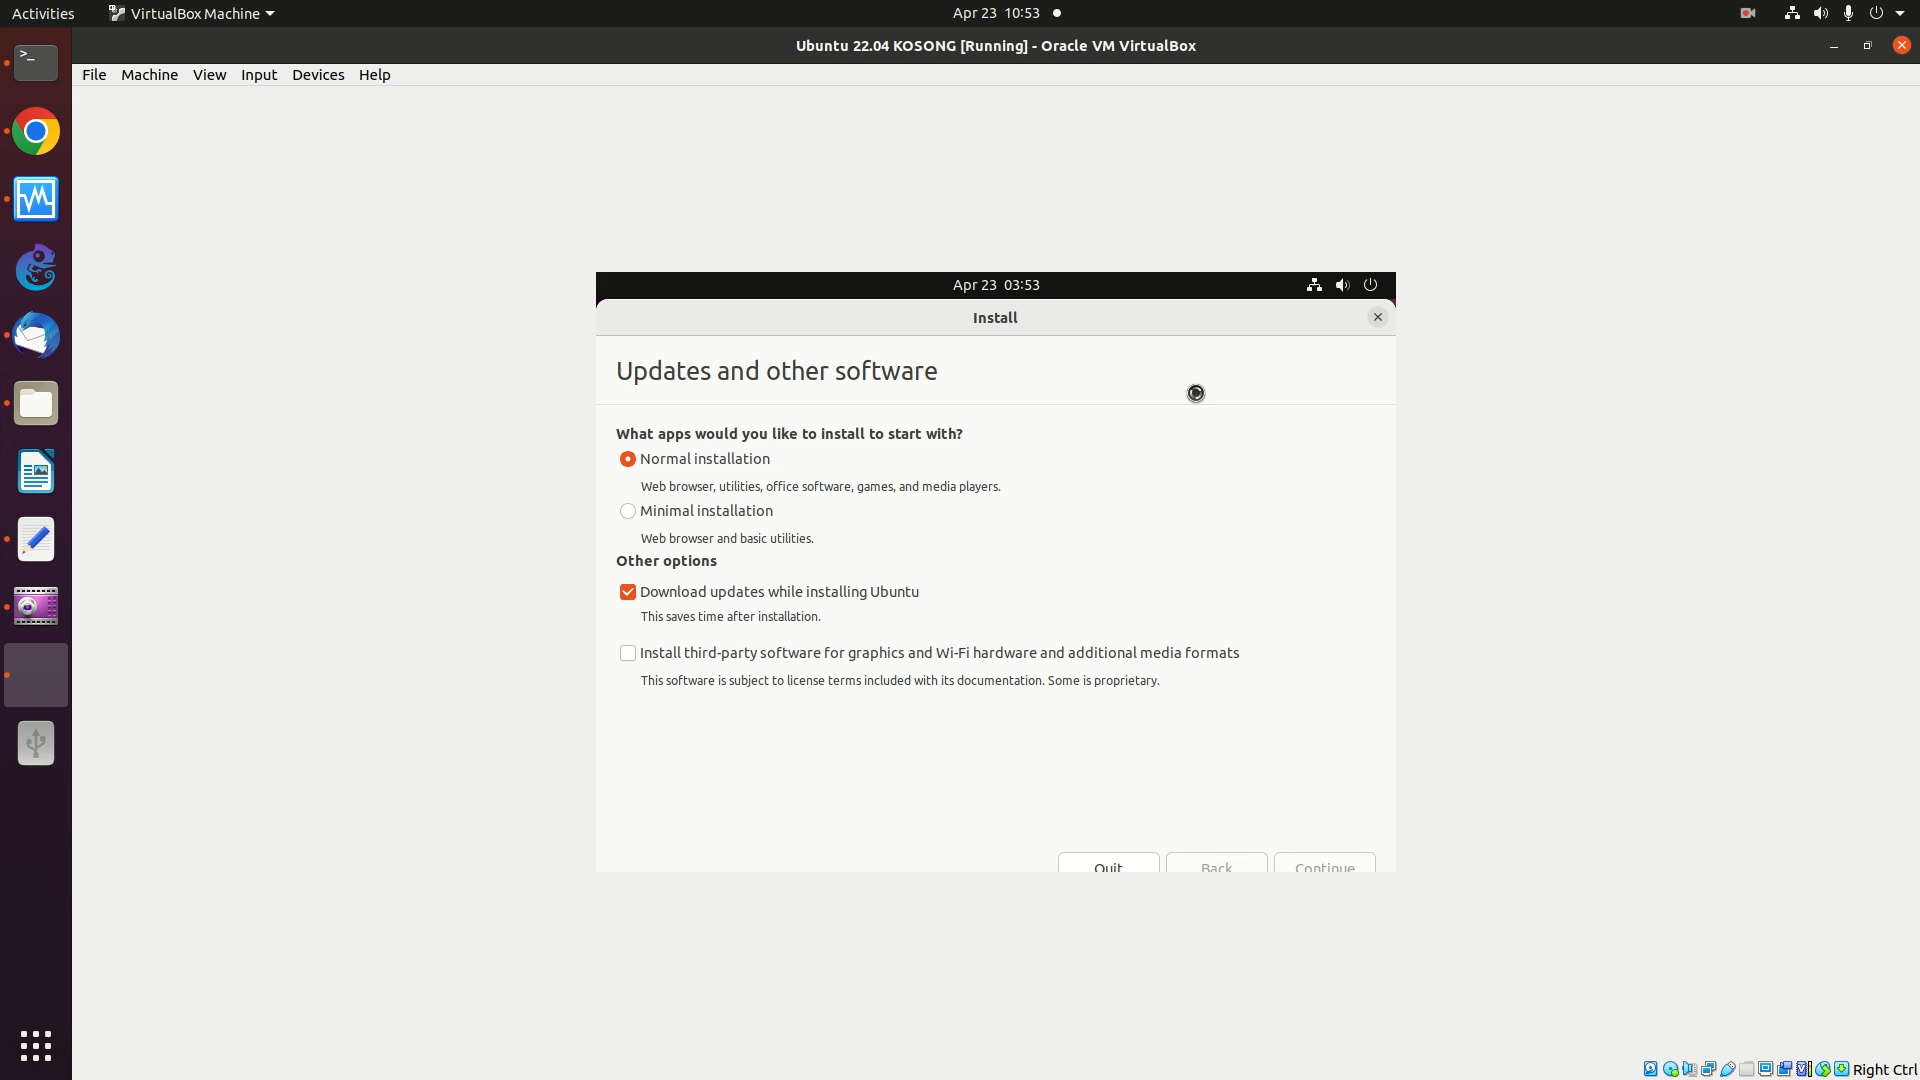 Activities
VirtualBox Machine
Apr 23 10:53
Ubuntu 22.04 KOSONG [Running] - Oracle VM VirtualBox
File Machine View Input Devices Help
Apr 23 03:53
Install
Updates and other software
What apps would you like to install to start with?
Normal installation
Web browser, utilities, office software, games, and media players.
Minimal installation
Web browser and basic utilities.
Other options
Download updates while installing Ubuntu
This saves time after installation.
Install third-party software for graphics and Wi-Fi hardware and additional media formats
This software is subject to license terms included with its documentation. Some is proprietary.
Quit Back Continue
Right Ctrl